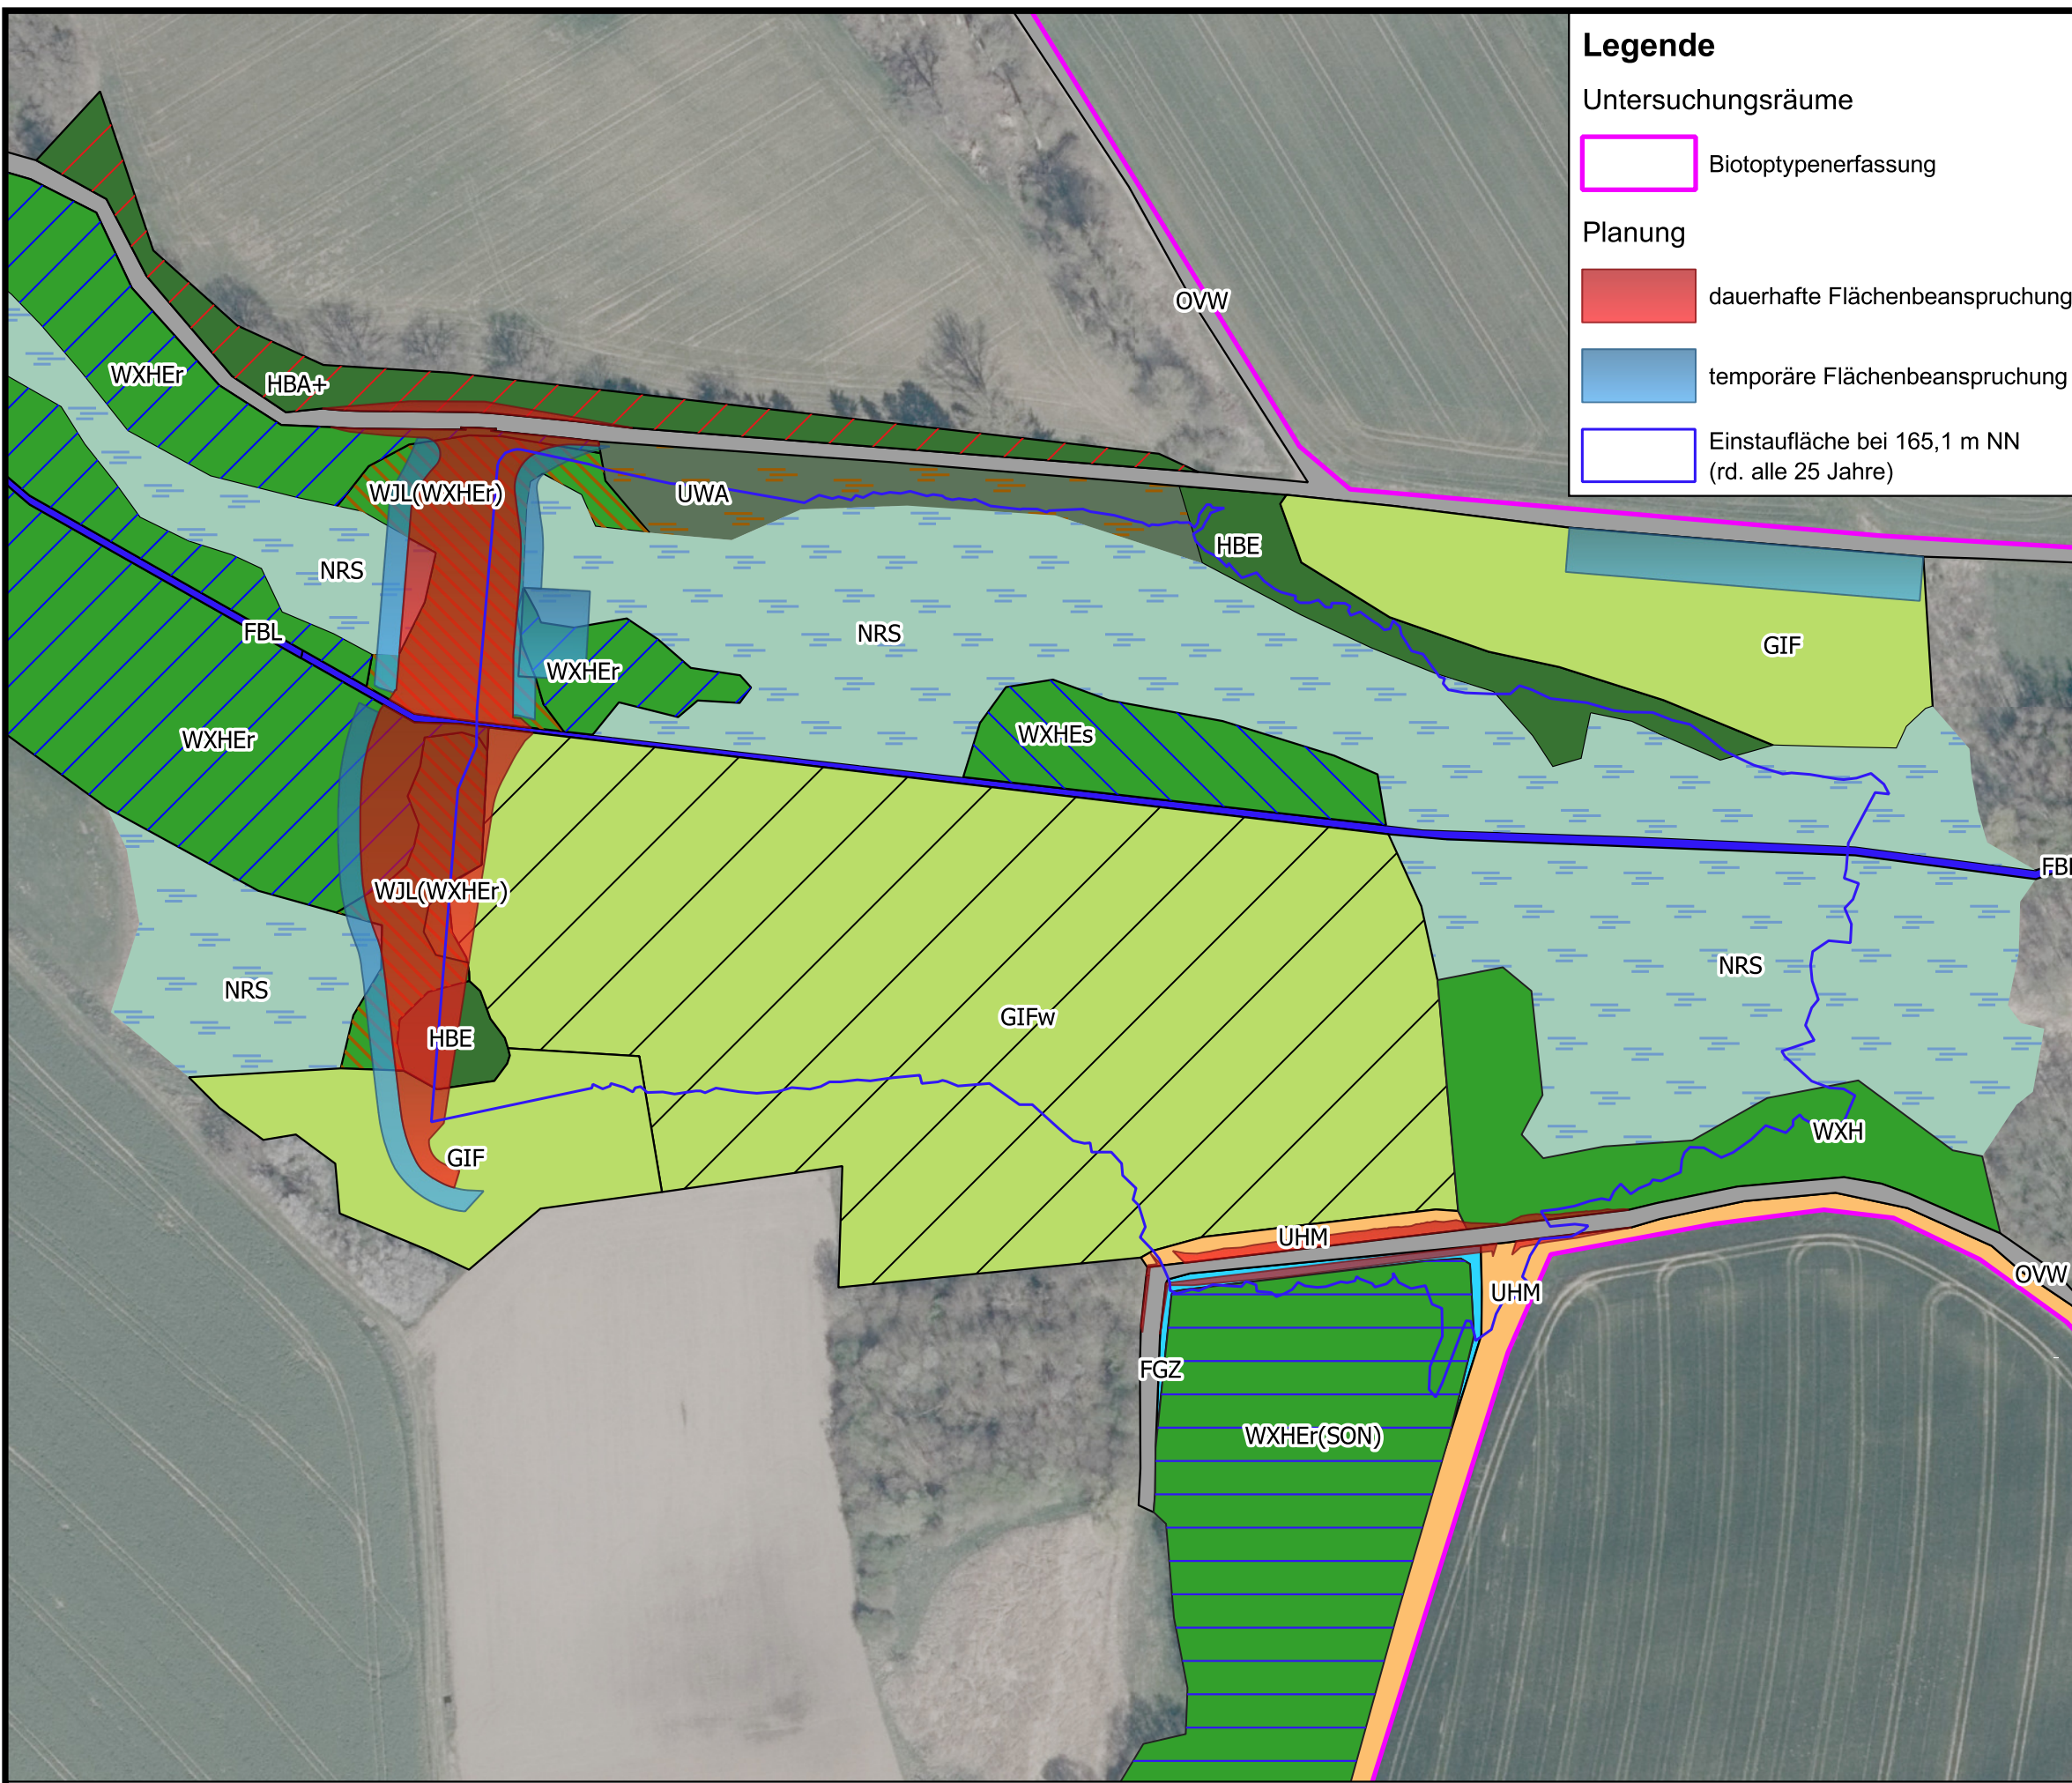 Legende
Untersuchungsräume
Biotoptypenerfassung
Planung
dauerhafte Flächenbeanspruchung
temporäre Flächenbeanspruchung
Einstaufläche bei 165,1 m NN
(rd. alle 25 Jahre)
OVW
WXHEr
HBA+
WJL(WXHEr)
UWA
HBE
NRS
FBL
NRS
GIF
WXHEr
WXHEr
WXHEs
FBL
WJL(WXHEr)
NRS
NRS
GIFw
HBE
WXH
GIF
UHM
OVW
UHM
FGZ
WXHEr(SON)